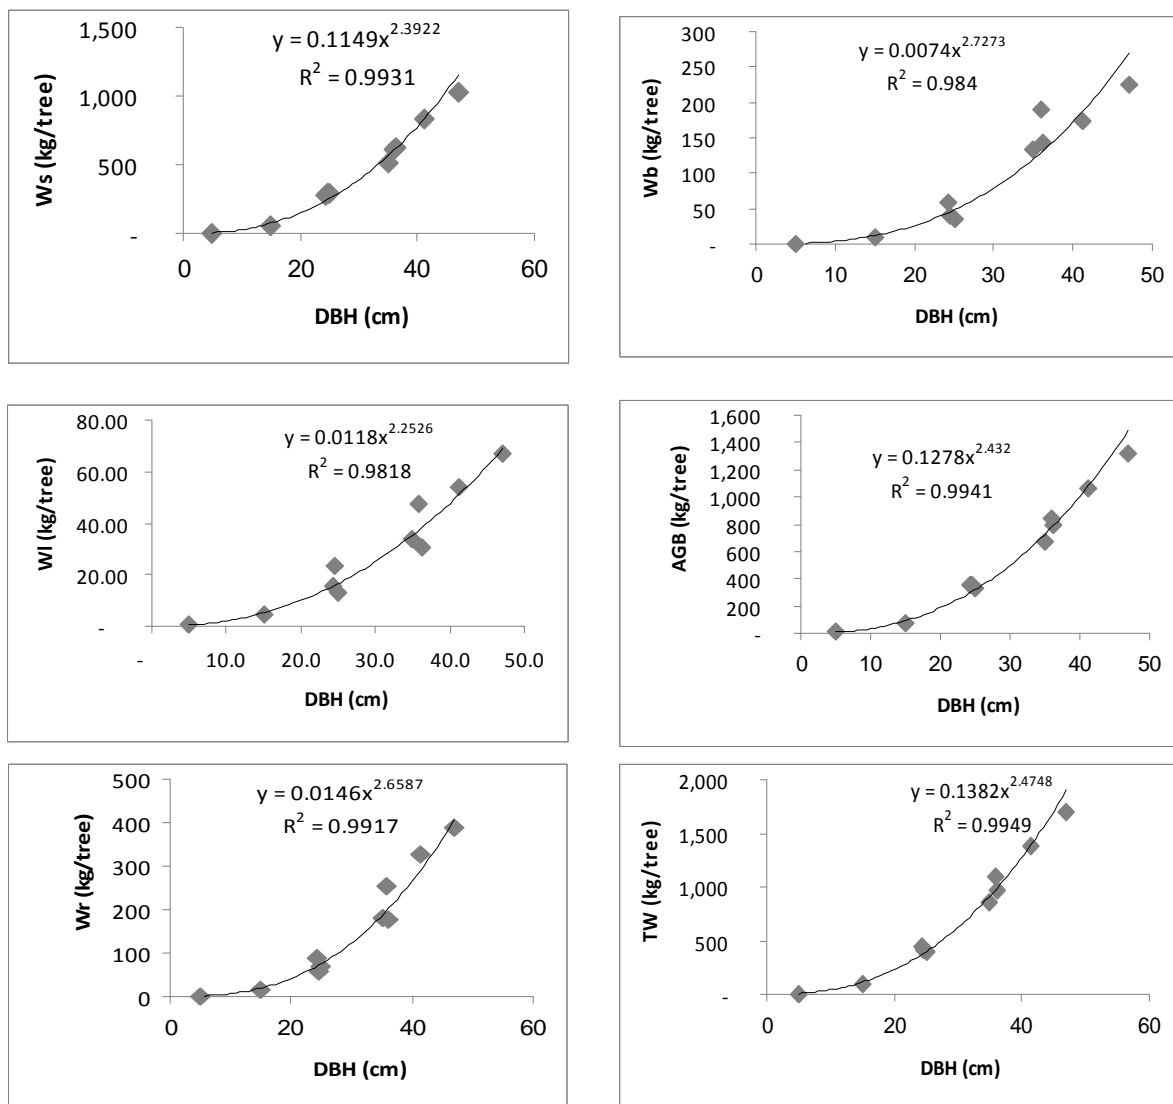 1,500
1,000
500
-
0 20 40 60
Ws (kg/tree)
DBH (cm)
y = 0.1149x^2.3922
R² = 0.9931
300
250
200
150
100
50
-
0 10 20 30 40 50
Wb (kg/tree)
DBH (cm)
y = 0.0074x^2.7273
R² = 0.984
80.00
60.00
40.00
20.00
-
- 10.0 20.0 30.0 40.0 50.0
Wl (kg/tree)
DBH (cm)
y = 0.0118x^2.2526
R² = 0.9818
1,600
1,400
1,200
1,000
800
600
400
200
-
0 10 20 30 40 50
AGB (kg/tree)
DBH (cm)
y = 0.1278x^2.432
R² = 0.9941
500
400
300
200
100
0
0 20 40 60
Wr (kg/tree)
DBH (cm)
y = 0.0146x^2.6587
R² = 0.9917
2,000
1,500
1,000
500
-
0 20 40 60
TW (kg/tree)
DBH (cm)
y = 0.1382x^2.4748
R² = 0.9949